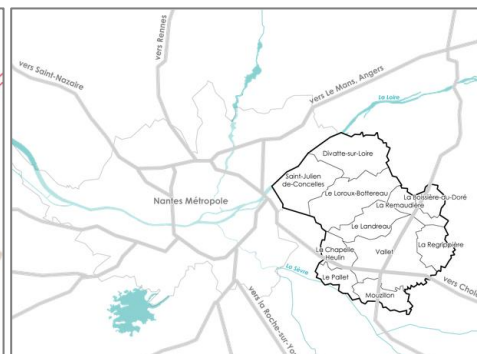 vers Rennes
vers Saint-Nazaire
vers Le Mans, Angers
La Loire
Divatte-sur-Loire
Saint-Julien
de-Concelles
Le Loroux-Bottereau
La Boissière-du-Doré
La Remaudière
Nantes Métropole
Le Landreau
La Chapelle
Heulin
Vallet
La Regrippière
La Sèvre
Le Pallet
Mouzillon
vers Chole
vers la Roche-sur-Yon